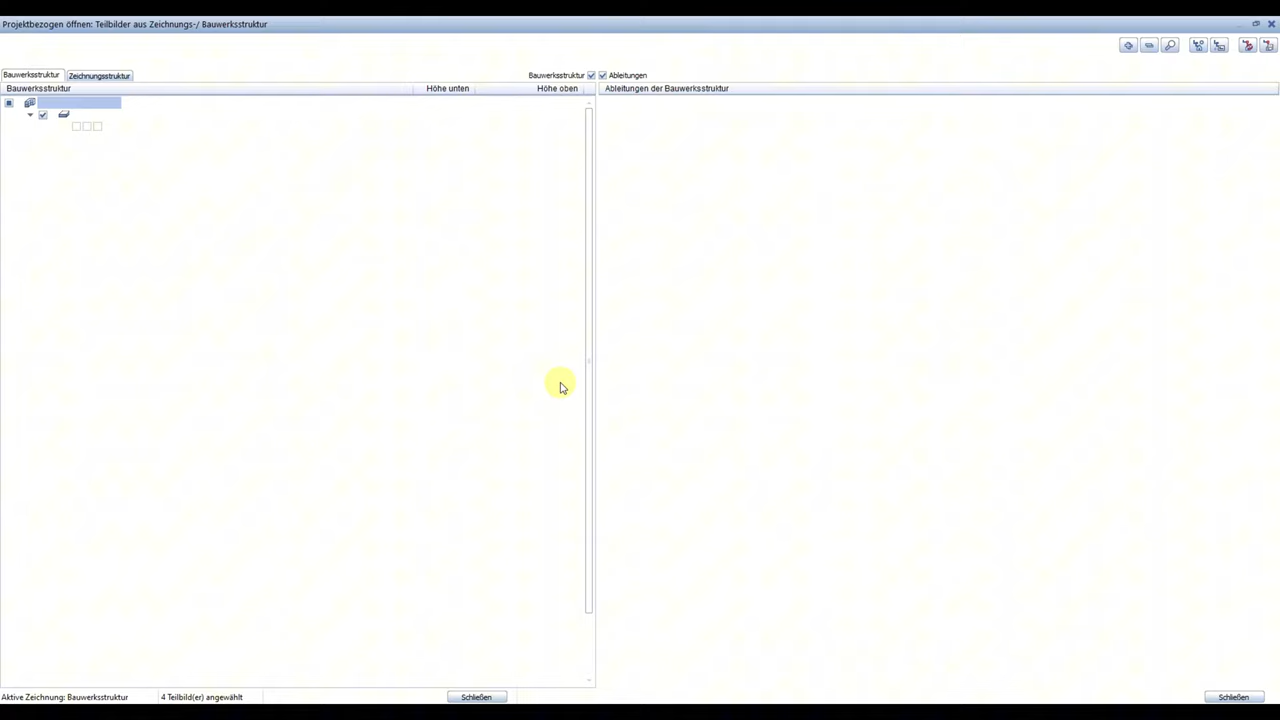 Projektbezogen öffnen: Teilbilder aus Zeichnungs-/ Bauwerksstruktur
Bauwerksstruktur Zeichnungsstruktur Bauwerksstruktur Ableitungen
Bauwerksstruktur Höhe unten Höhe oben Ableitungen der Bauwerksstruktur
Aktive Zeichnung: Bauwerksstruktur 4 Teilbild(er) angewählt Schließen Schließen